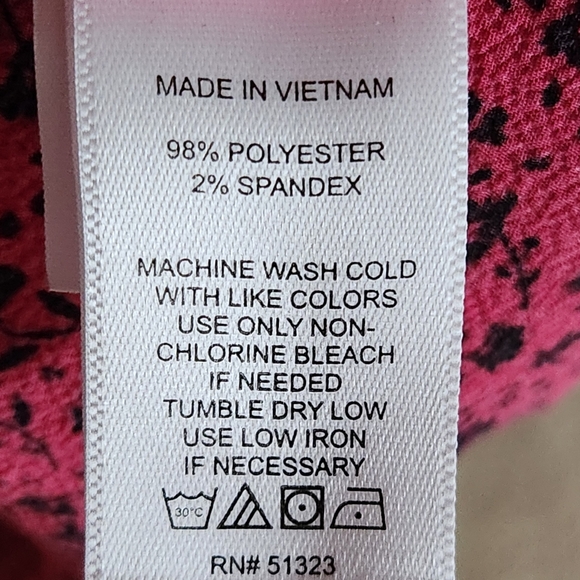 MADE IN VIETNAM
98% POLYESTER
2% SPANDEX
MACHINE WASH COLD
WITH LIKE COLORS
USE ONLY NON-
CHLORINE BLEACH
IF NEEDED
TUMBLE DRY LOW
USE LOW IRON
IF NECESSARY
30°C
RN# 51323